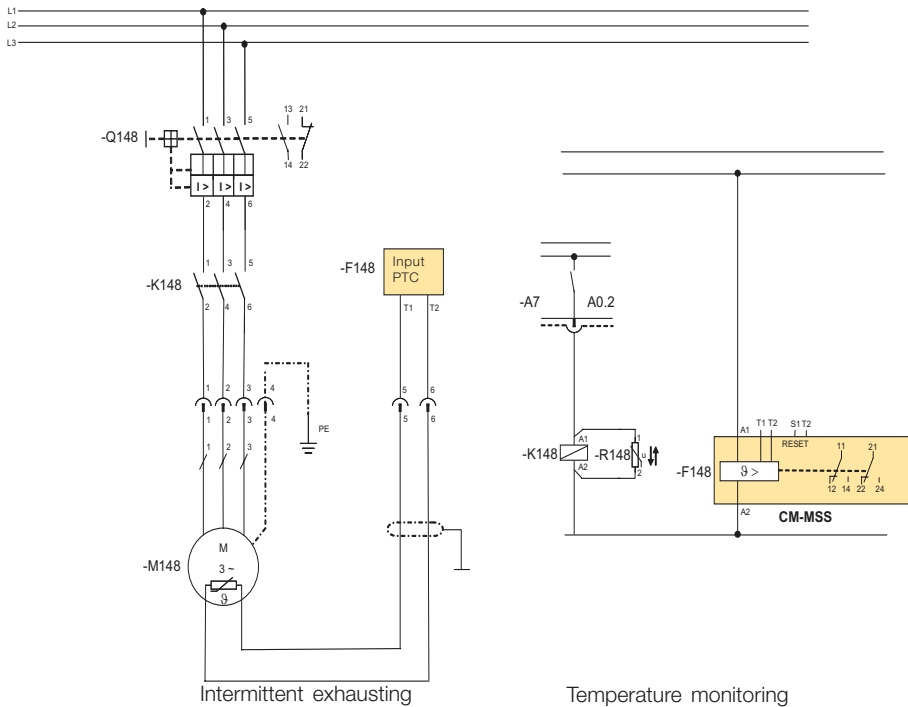 L1
L2
L3
-Q148
1 3 5
13 21
14 22
I > I > I >
2 4 6
-K148
1 3 5
2 4 6
-F148
Input
PTC
T1 T2
1 2 3 4
1 2 3 4
PE
1 2 3
5 6
5 6
-M148
M
3 ~
ϑ
Intermittent exhausting
-A7 A0.2
-K148
A1
A2
-R148
1
u
2
-F148
A1 T1 T2 S1 T2
RESET
ϑ >
11 21
12 14 22 24
A2
CM-MSS
Temperature monitoring